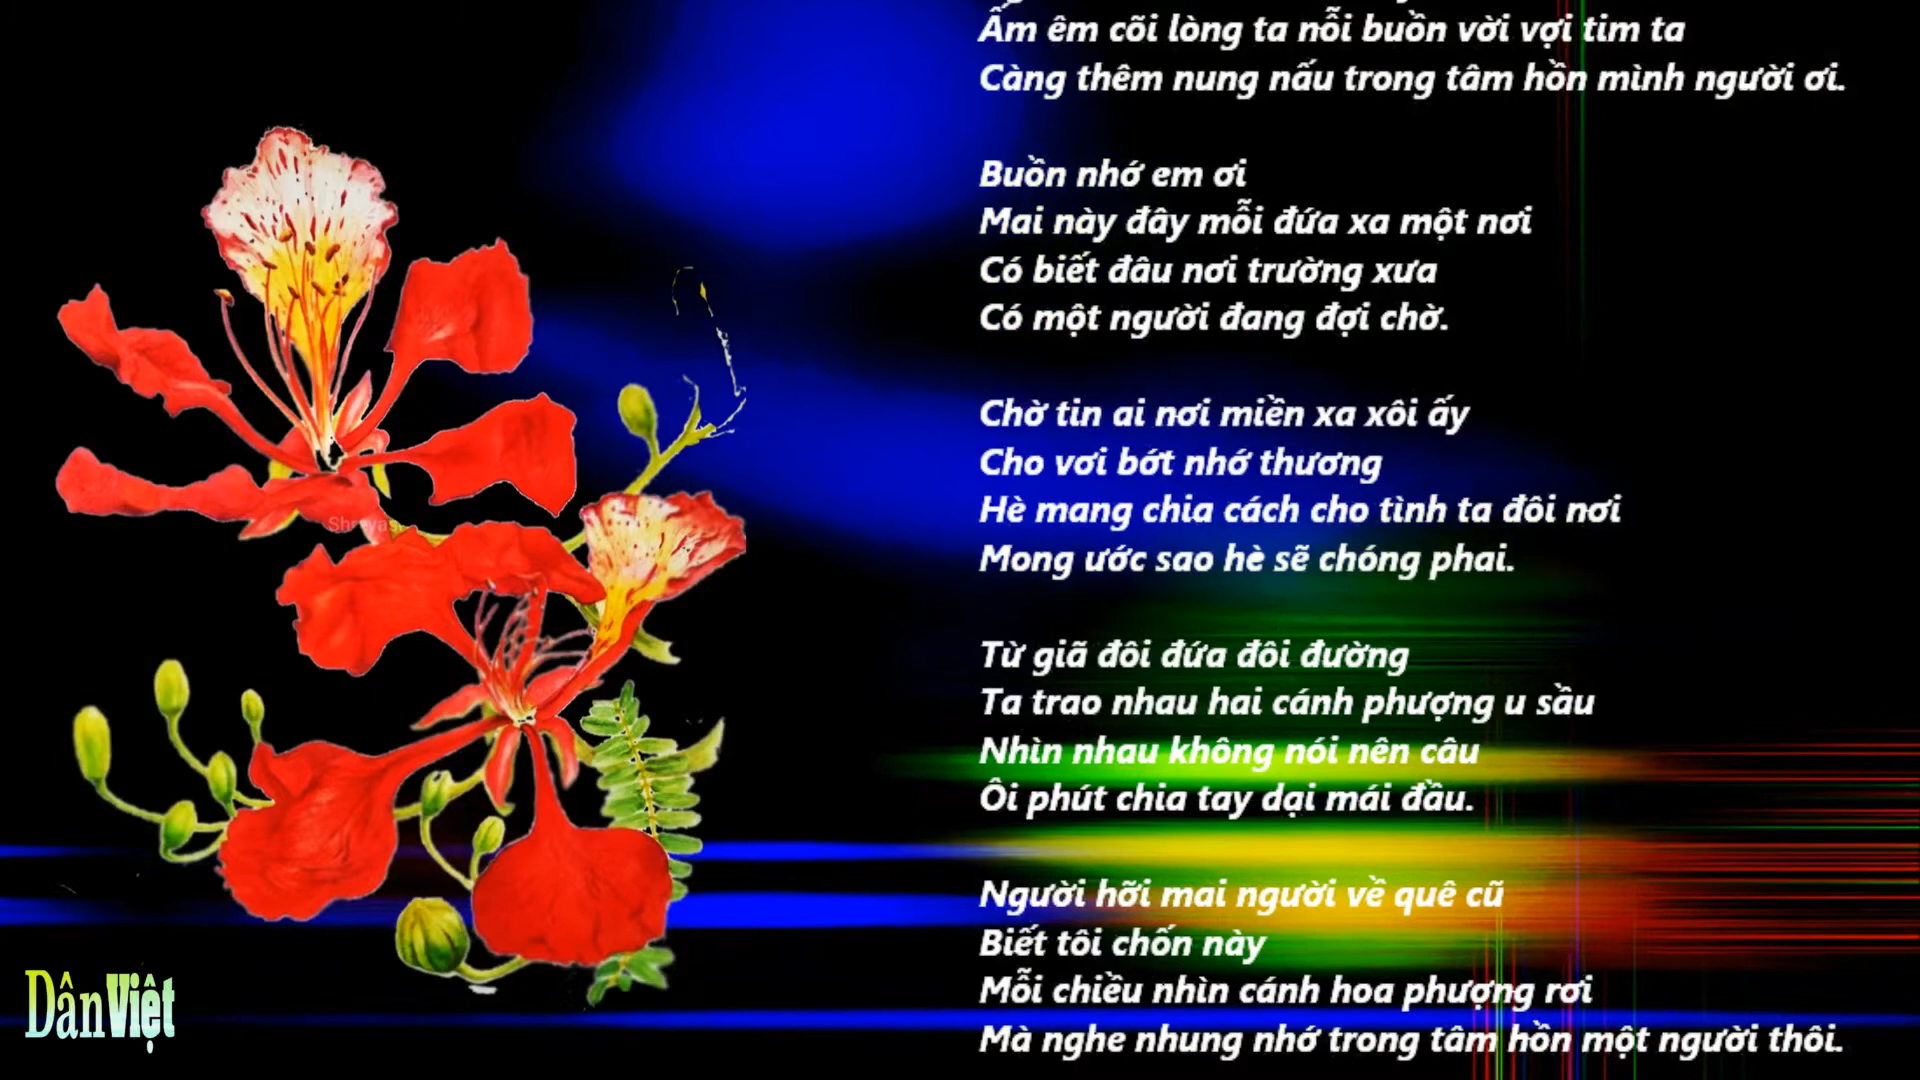 Ấm êm cõi lòng ta nỗi buồn vời vợi tim ta
Càng thêm nung nấu trong tâm hồn mình người ơi.
Buồn nhớ em ơi
Mai này đây mỗi đứa xa một nơi
Có biết đâu nơi trường xưa
Có một người đang đợi chờ.
Chờ tin ai nơi miền xa xôi ấy
Cho vơi bớt nhớ thương
Hè mang chia cách cho tình ta đôi nơi
Mong ước sao hè sẽ chóng phai.
Từ giã đôi đứa đôi đường
Ta trao nhau hai cánh phượng u sầu
Nhìn nhau không nói nên câu
Ôi phút chia tay dại mái đầu.
Người hỡi mai người về quê cũ
Biết tôi chốn này
Mỗi chiều nhìn cánh hoa phượng rơi
Mà nghe nhung nhớ trong tâm hồn một người thôi.
DânViệt